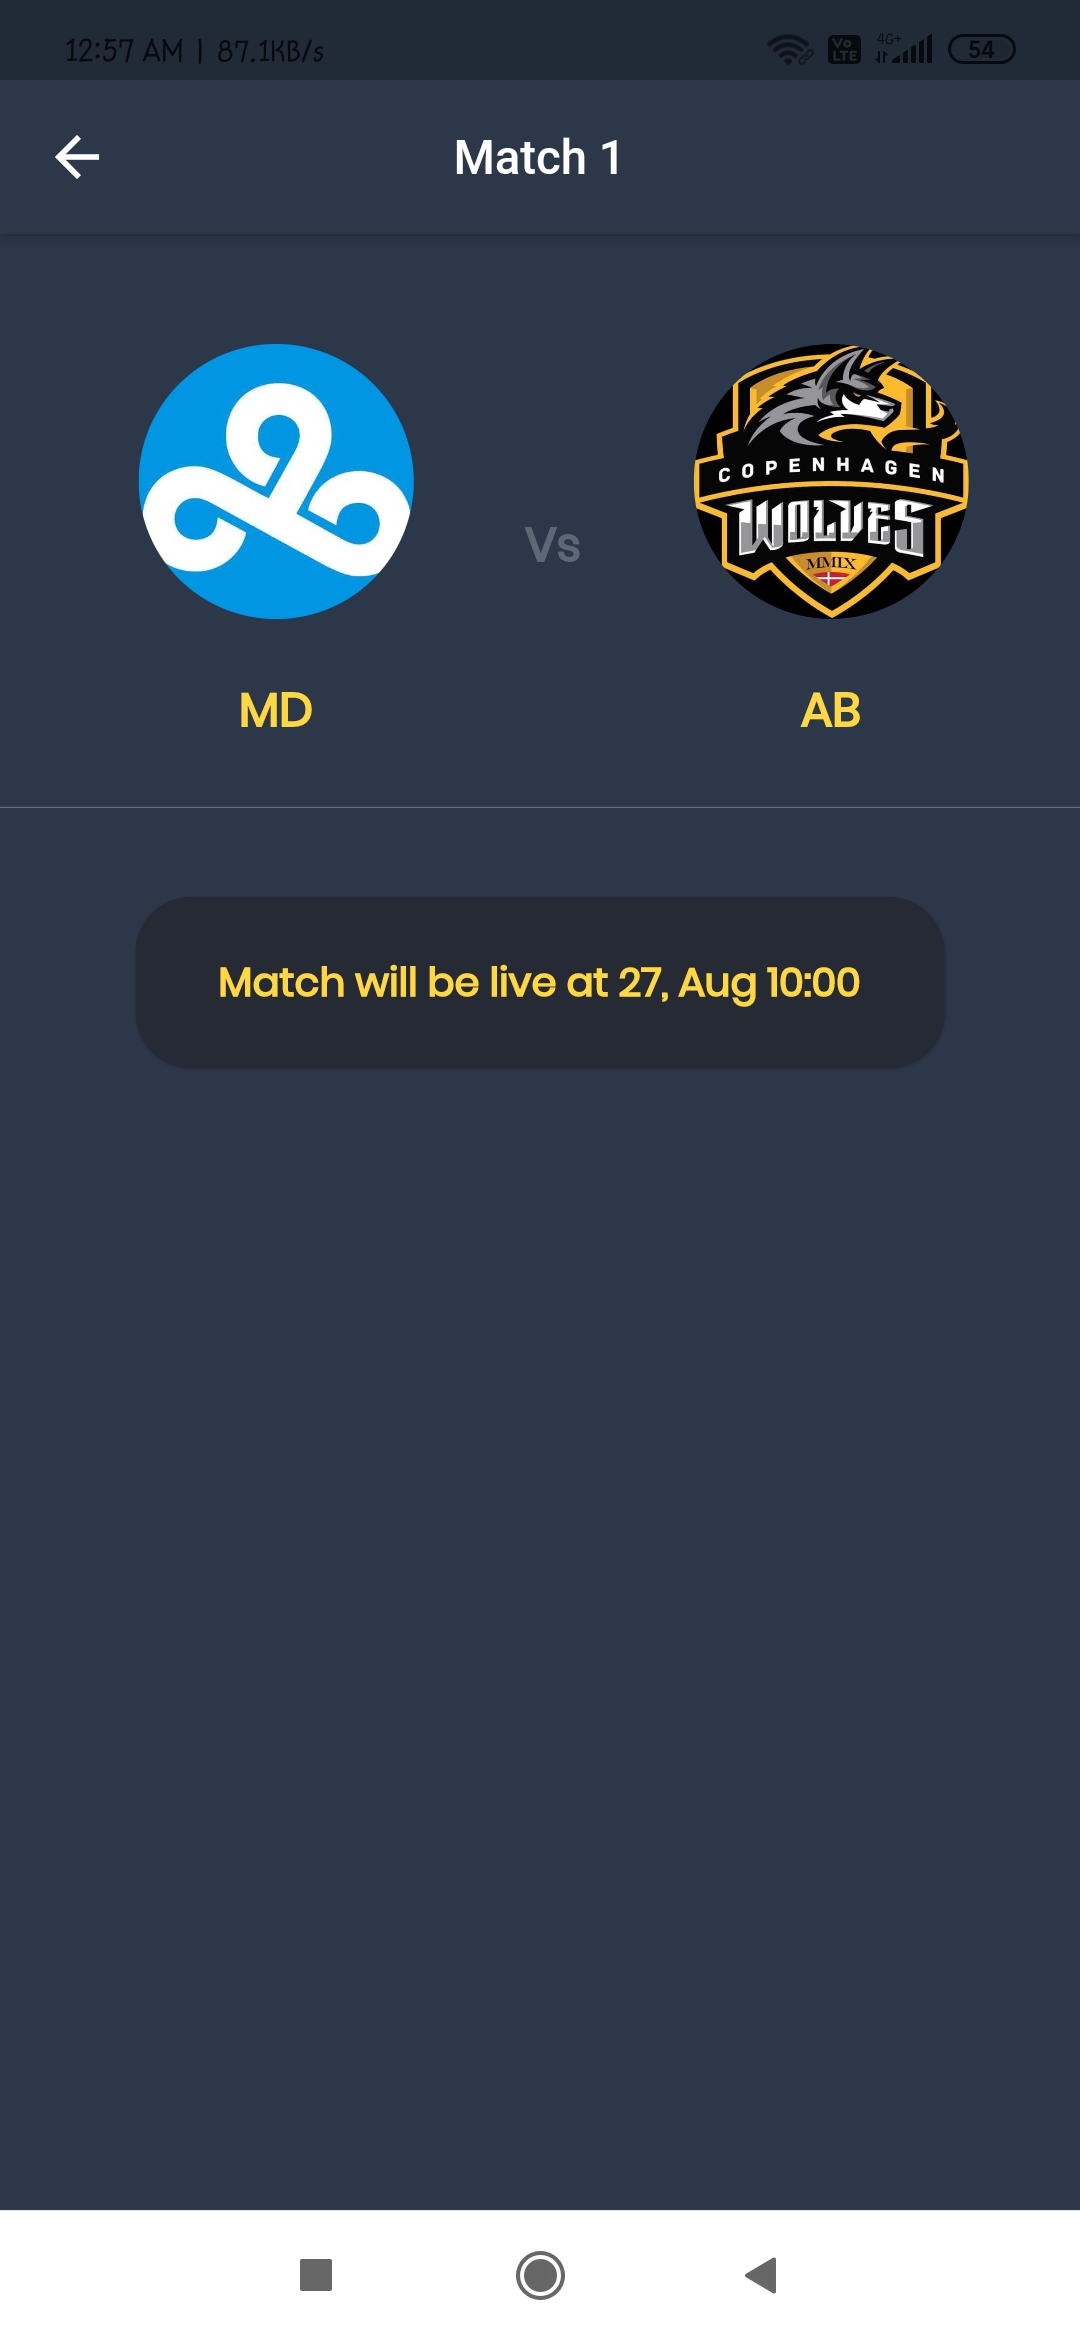 12:57 AM | 87.1KB/s
Vo
LTE
4G+
54
Match 1
COPENHAGEN
WOLVES
MMIX
Vs
MD
AB
Match will be live at 27, Aug 10:00